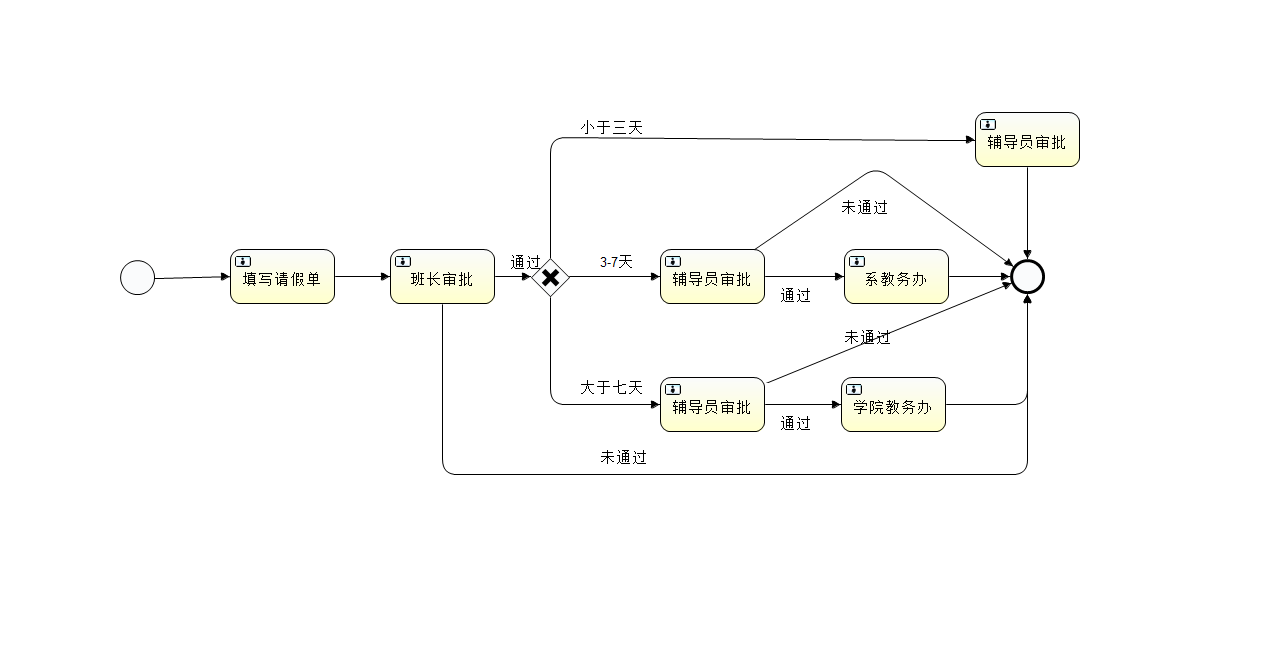 小于三天
辅导员审批
未通过
填写请假单
班长审批
通过
3-7天
辅导员审批
通过
系教务办
未通过
大于七天
辅导员审批
通过
学院教务办
未通过